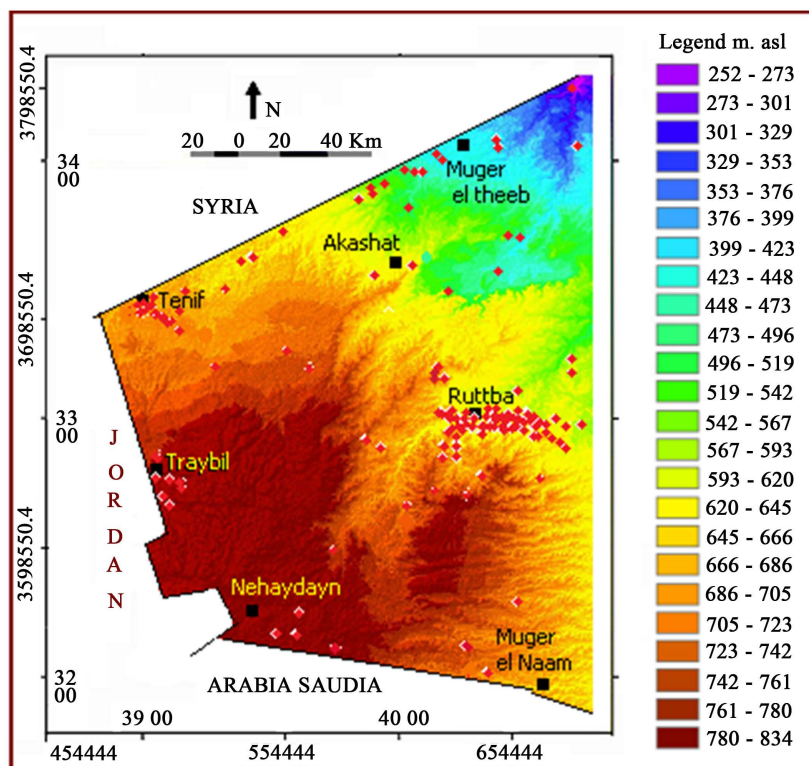 Legend m. asl
252 - 273
273 - 301
301 - 329
329 - 353
353 - 376
376 - 399
399 - 423
423 - 448
448 - 473
473 - 496
496 - 519
519 - 542
542 - 567
567 - 593
593 - 620
620 - 645
645 - 666
666 - 686
686 - 705
705 - 723
723 - 742
742 - 761
761 - 780
780 - 834
3798550.4
3698550.4
3598550.4
N
20 0 20 40 Km
34
00
Muger
el theeb
SYRIA
Akashat
Tenif
Ruttba
33
00
JORDAN
Traybil
Nehaydayn
Muger
el Naam
32
00
ARABIA SAUDIA
39 00
40 00
454444
554444
654444